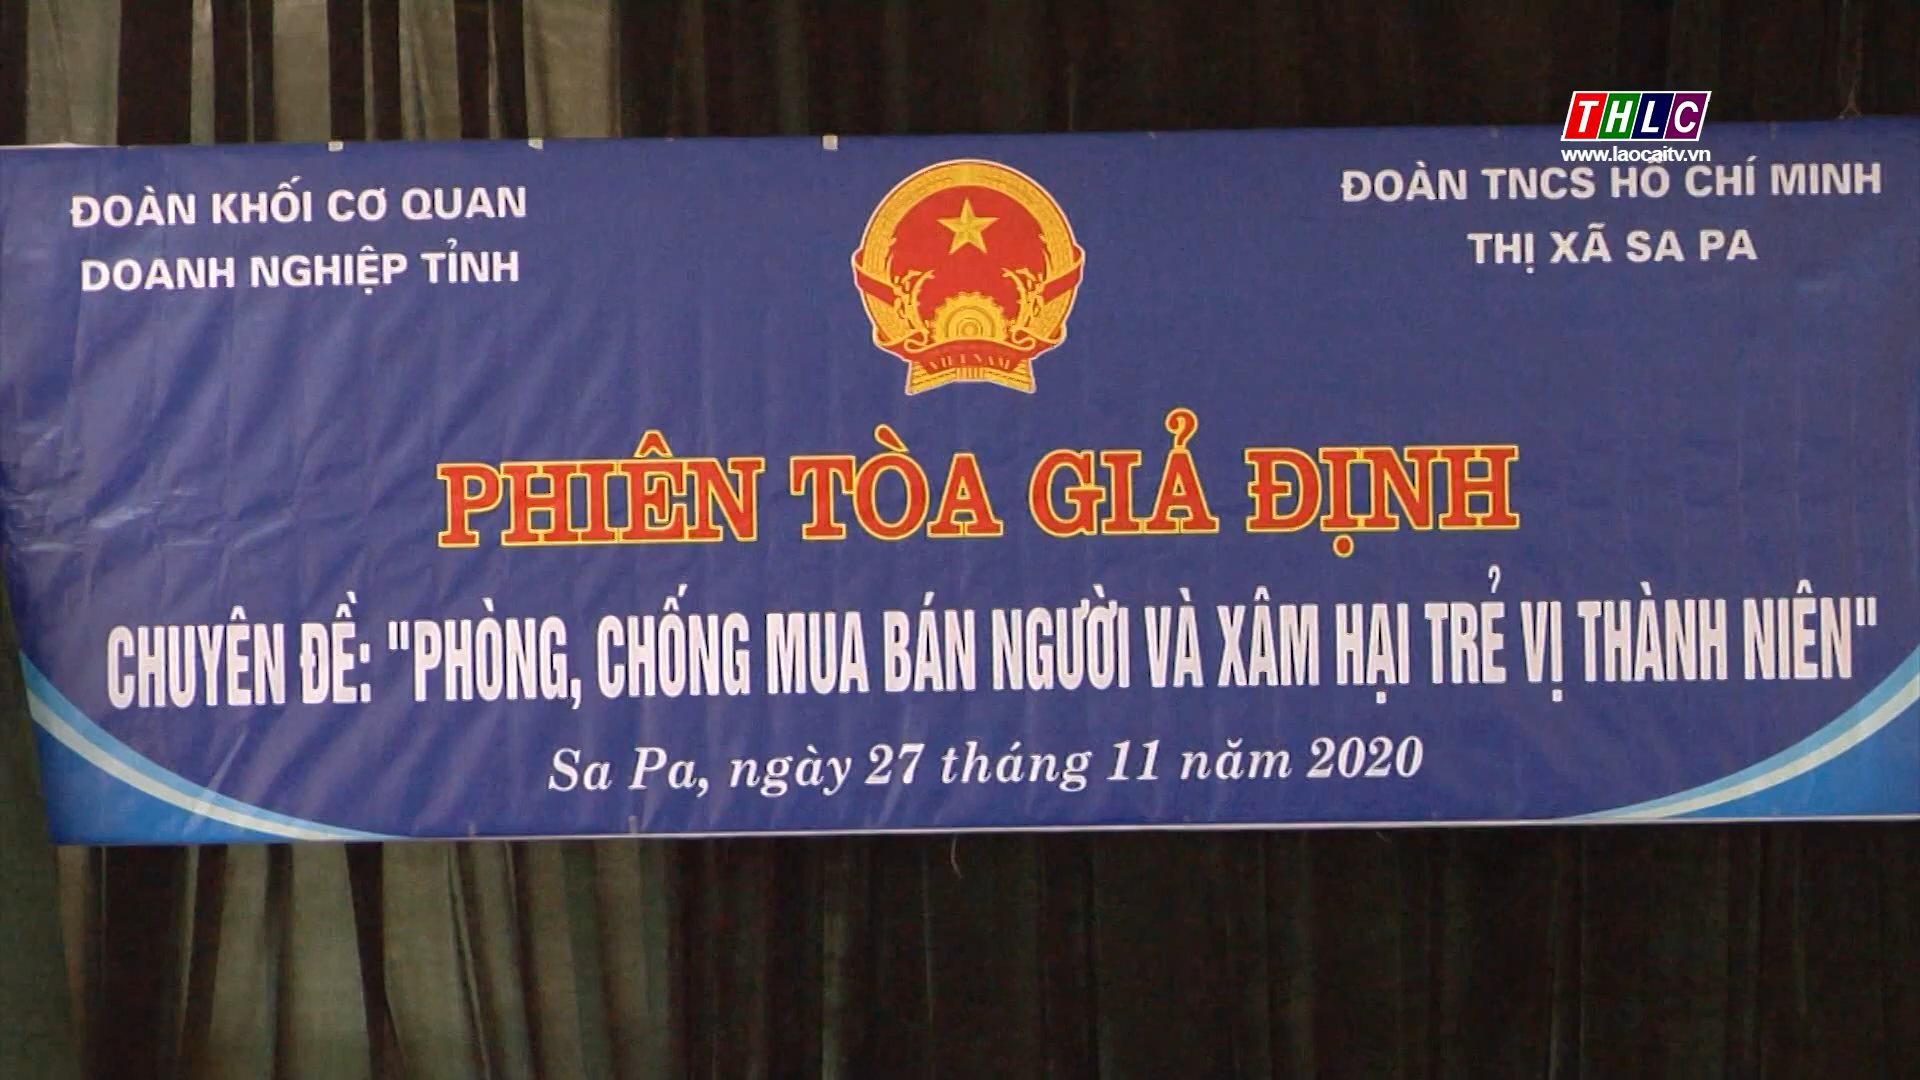 THLC
www.laocaitv.vn
ĐOÀN KHỐI CƠ QUAN
DOANH NGHIỆP TỈNH
ĐOÀN TNCS HỒ CHÍ MINH
THỊ XÃ SA PA
VIỆT NAM
PHIÊN TÒA GIẢ ĐỊNH
CHUYÊN ĐỀ: "PHÒNG, CHỐNG MUA BÁN NGƯỜI VÀ XÂM HẠI TRẺ VỊ THÀNH NIÊN"
Sa Pa, ngày 27 tháng 11 năm 2020